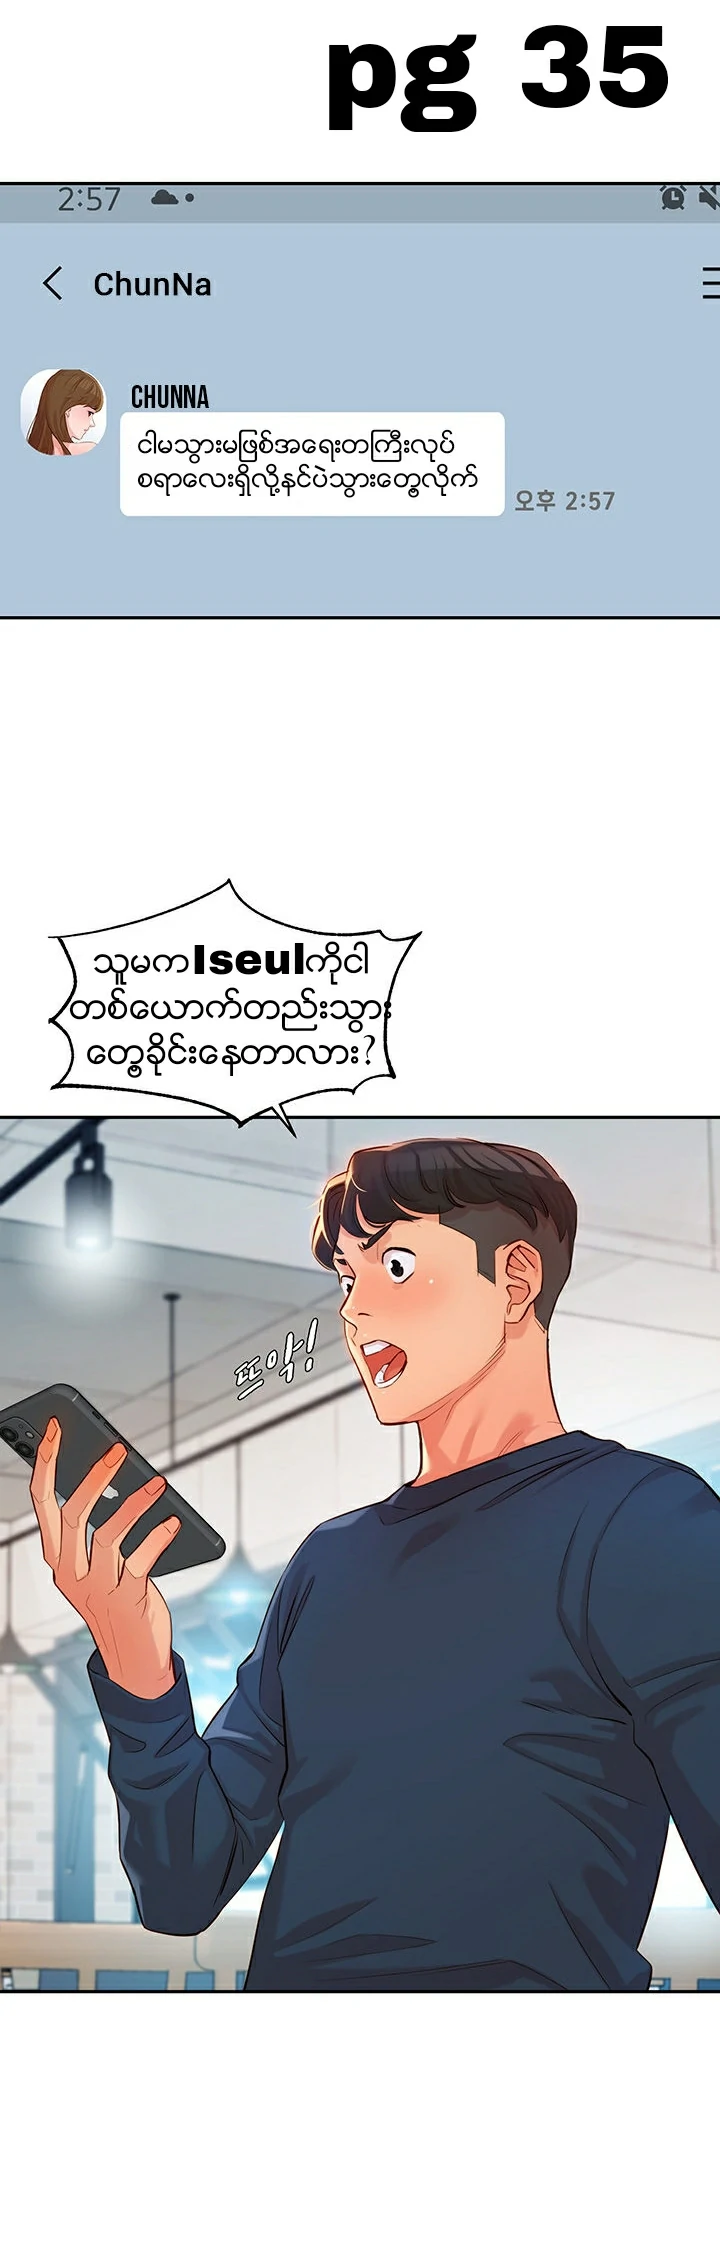 pg 35
2:57
ChunNa
CHUNNA
ငါမသွားမဖြစ်အရေးတကြီးလုပ်
စရာလေးရှိလို့နင်ပဲသွားတွေ့လိုက်
오후 2:57
သူမကIseulကိုငါ
တစ်ယောက်တည်းသွား
တွေ့ခိုင်းနေတာလား?
뜨악!